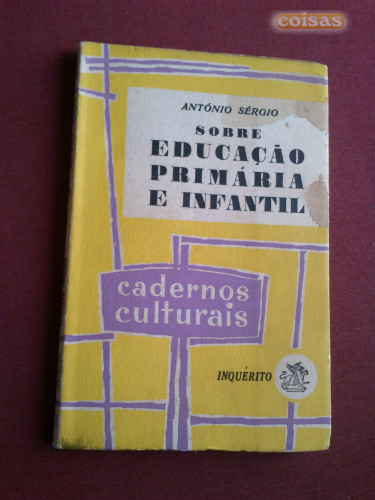 coisas
ANTÓNIO SÉRGIO
SOBRE
EDUCAÇÃO
PRIMÁRIA
E INFANTIL
cadernos
culturais
INQUÉRITO